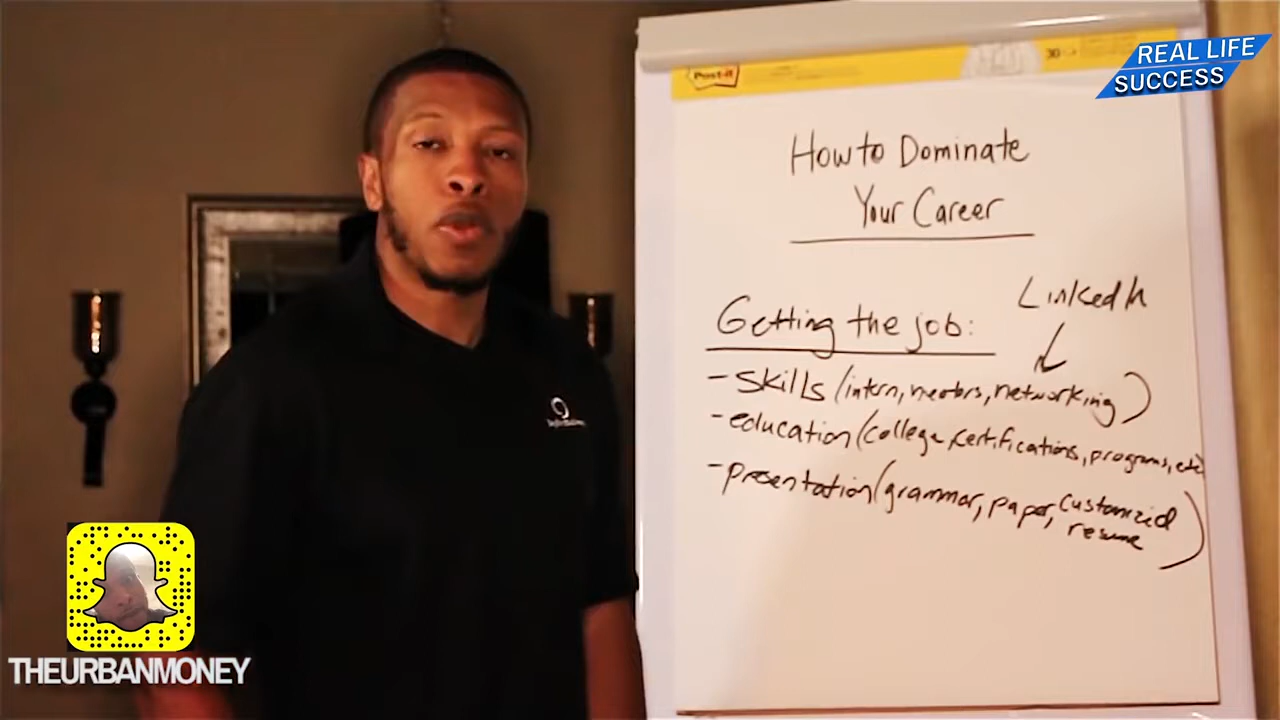 Post-it
30
REAL LIFE
SUCCESS
How to Dominate
Your Career
LinkedIn
Getting the job:
-skills (intern, mentors, networking)
-education (college, certifications, programs, etc)
-presentation (grammar, paper, customized
resume)
THEURBANMONEY